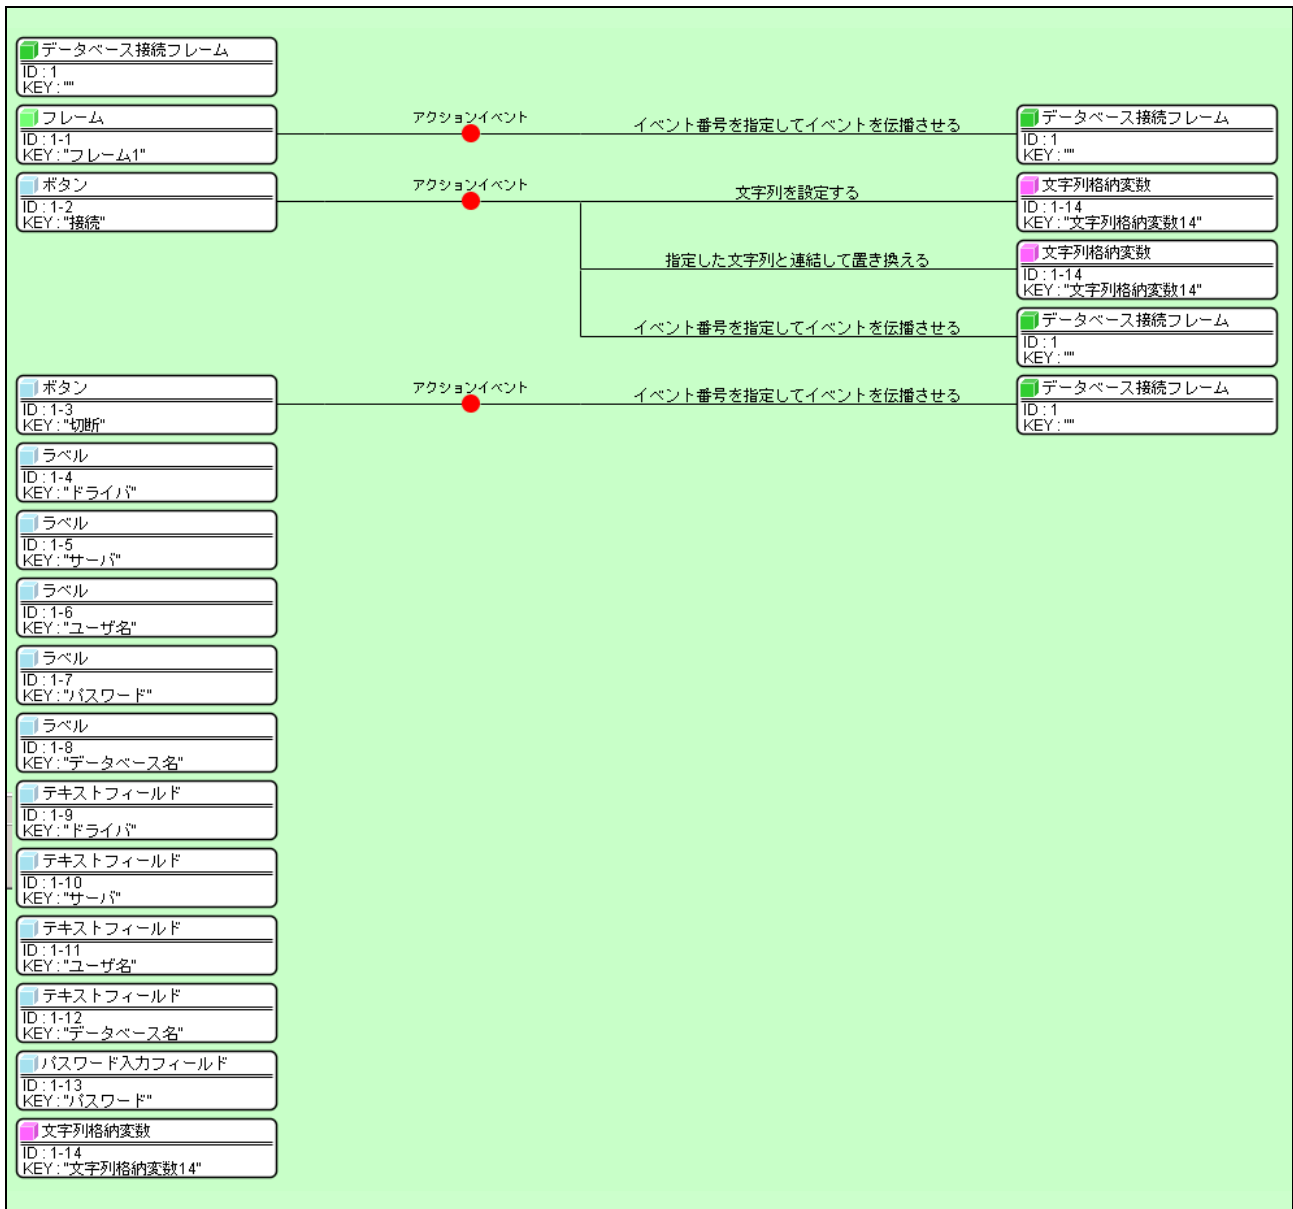 データベース接続フレーム
ID : 1
KEY : ""
フレーム
ID : 1-1
KEY : "フレーム1"
アクションイベント
イベント番号を指定してイベントを伝播させる
データベース接続フレーム
ID : 1
KEY : ""
ボタン
ID : 1-2
KEY : "接続"
アクションイベント
文字列を設定する
文字列格納変数
ID : 1-14
KEY : "文字列格納変数14"
指定した文字列と連結して置き換える
文字列格納変数
ID : 1-14
KEY : "文字列格納変数14"
イベント番号を指定してイベントを伝播させる
データベース接続フレーム
ID : 1
KEY : ""
ボタン
ID : 1-3
KEY : "切断"
アクションイベント
イベント番号を指定してイベントを伝播させる
データベース接続フレーム
ID : 1
KEY : ""
ラベル
ID : 1-4
KEY : "ドライバ"
ラベル
ID : 1-5
KEY : "サーバ"
ラベル
ID : 1-6
KEY : "ユーザ名"
ラベル
ID : 1-7
KEY : "パスワード"
ラベル
ID : 1-8
KEY : "データベース名"
テキストフィールド
ID : 1-9
KEY : "ドライバ"
テキストフィールド
ID : 1-10
KEY : "サーバ"
テキストフィールド
ID : 1-11
KEY : "ユーザ名"
テキストフィールド
ID : 1-12
KEY : "データベース名"
パスワード入力フィールド
ID : 1-13
KEY : "パスワード"
文字列格納変数
ID : 1-14
KEY : "文字列格納変数14"